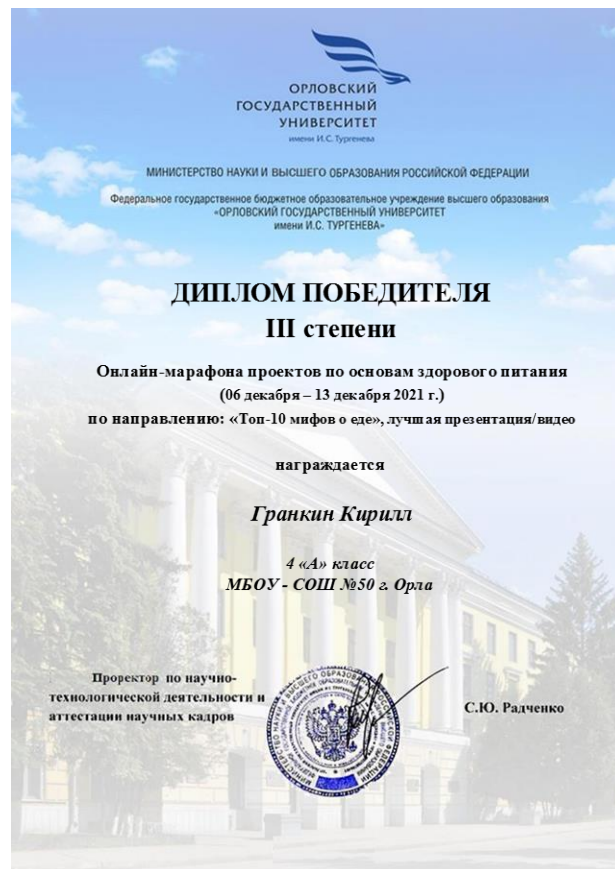 ОРЛОВСКИЙ
ГОСУДАРСТВЕННЫЙ
УНИВЕРСИТЕТ
имени И.С. Тургенева
МИНИСТЕРСТВО НАУКИ И ВЫСШЕГО ОБРАЗОВАНИЯ РОССИЙСКОЙ ФЕДЕРАЦИИ
Федеральное государственное бюджетное образовательное учреждение высшего образования
«ОРЛОВСКИЙ ГОСУДАРСТВЕННЫЙ УНИВЕРСИТЕТ
имени И.С. ТУРГЕНЕВА»
ДИПЛОМ ПОБЕДИТЕЛЯ
III степени
Онлайн-марафона проектов по основам здорового питания
(06 декабря – 13 декабря 2021 г.)
по направлению: «Топ-10 мифов о еде», лучшая презентация/видео
награждается
Гранкин Кирилл
4 «А» класс
МБОУ - СОШ №50 г. Орла
Проректор по научно-
технологической деятельности и
аттестации научных кадров
С.Ю. Радченко